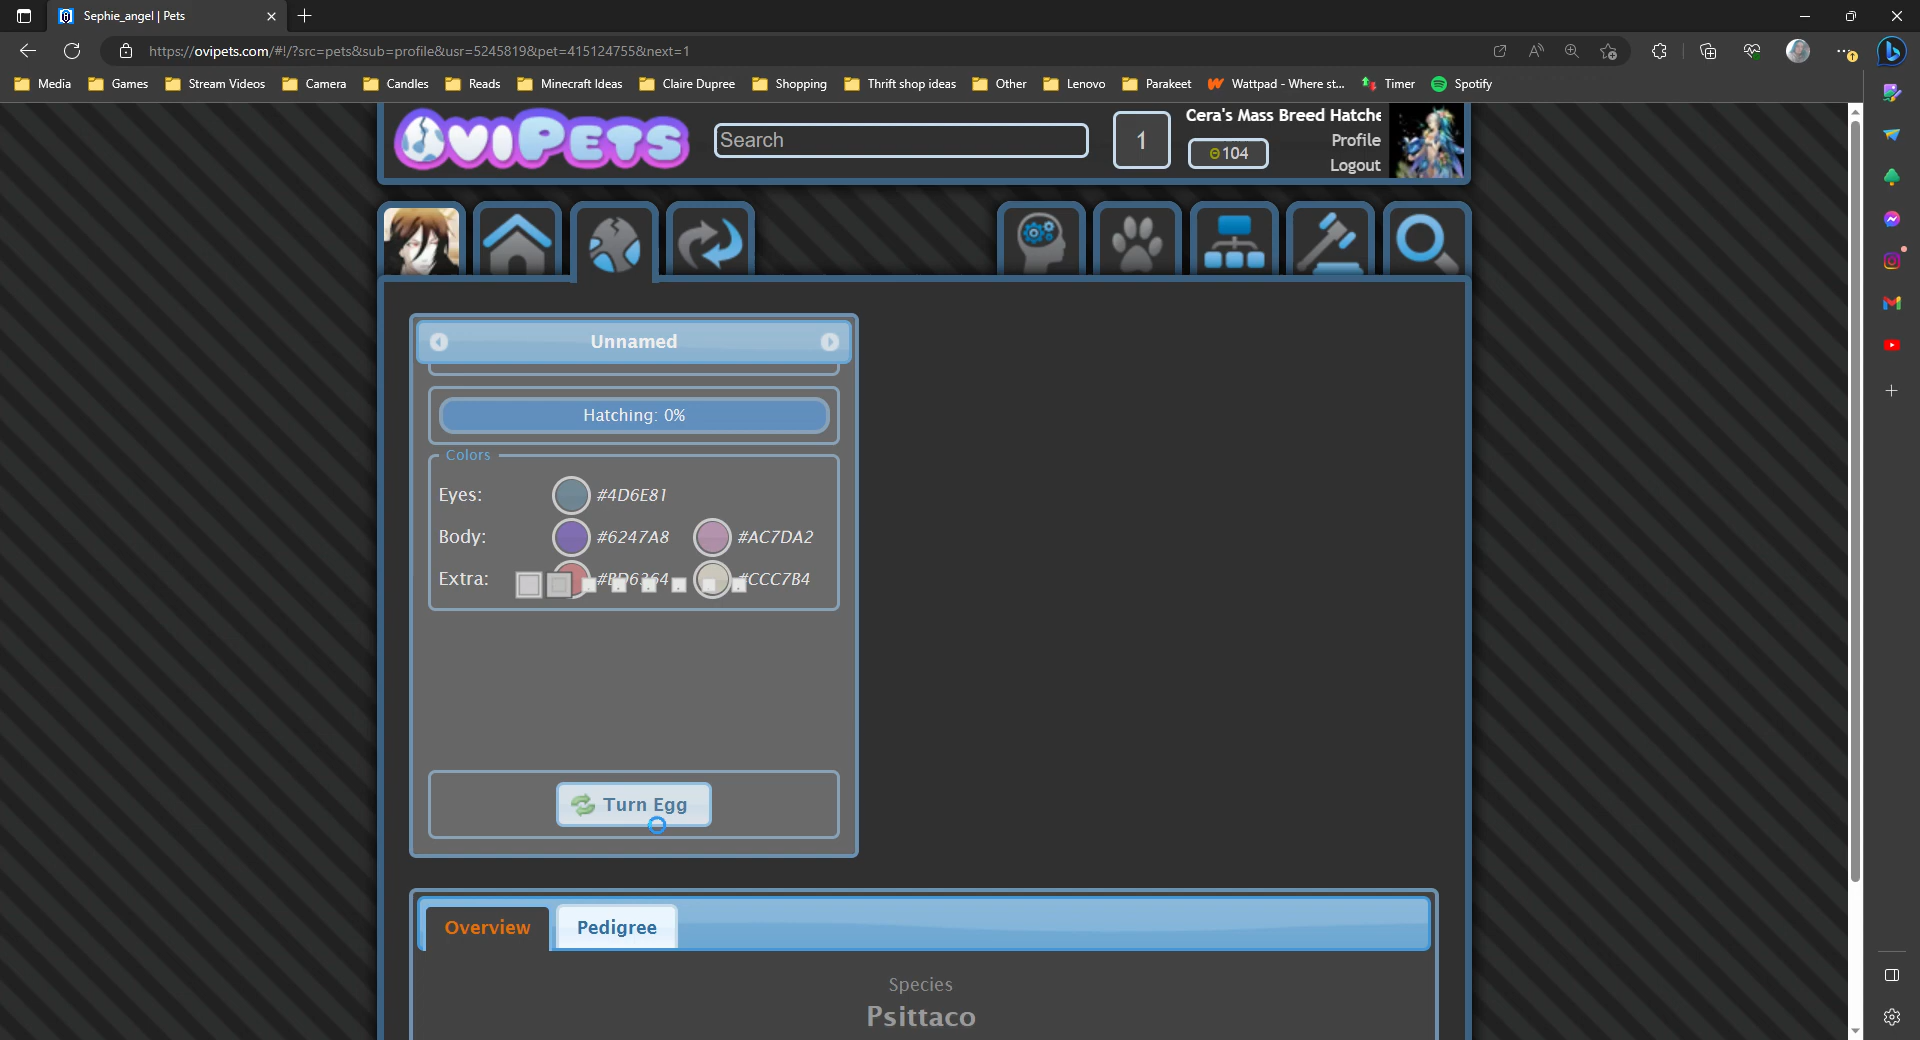 Sephie_angel | Pets
https://ovipets.com/#!/?src=pets&sub=profile&usr=5245819&pet=415124755&next=1
Media Games Stream Videos Camera Candles Reads Minecraft Ideas Claire Dupree Shopping Thrift shop ideas Other Lenovo Parakeet Wattpad - Where st... Timer Spotify
OviPets
Search
1
Cera's Mass Breed Hatche
104
Profile
Logout
Unnamed
Hatching: 0%
Colors
Eyes: #4D6E81
Body: #6247A8 #AC7DA2
Extra: #BD6364 #CCC7B4
Turn Egg
Overview Pedigree
Species
Psittaco